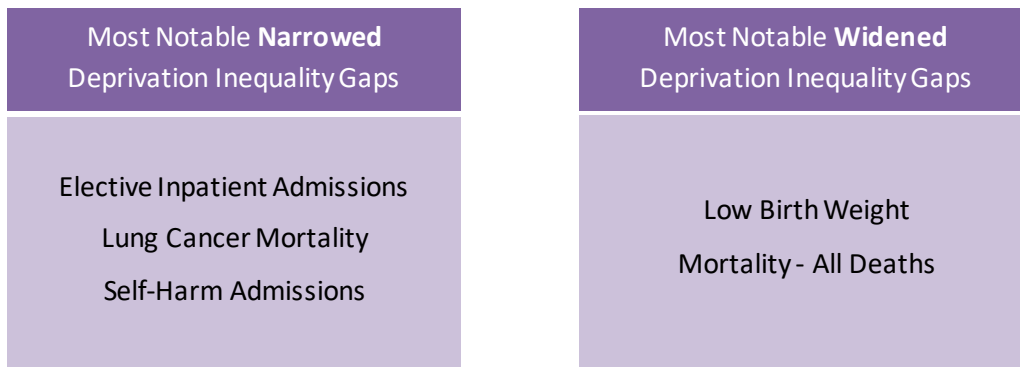 Most Notable Narrowed
Deprivation Inequality Gaps
Elective Inpatient Admissions
Lung Cancer Mortality
Self-Harm Admissions
Most Notable Widened
Deprivation Inequality Gaps
Low Birth Weight
Mortality - All Deaths